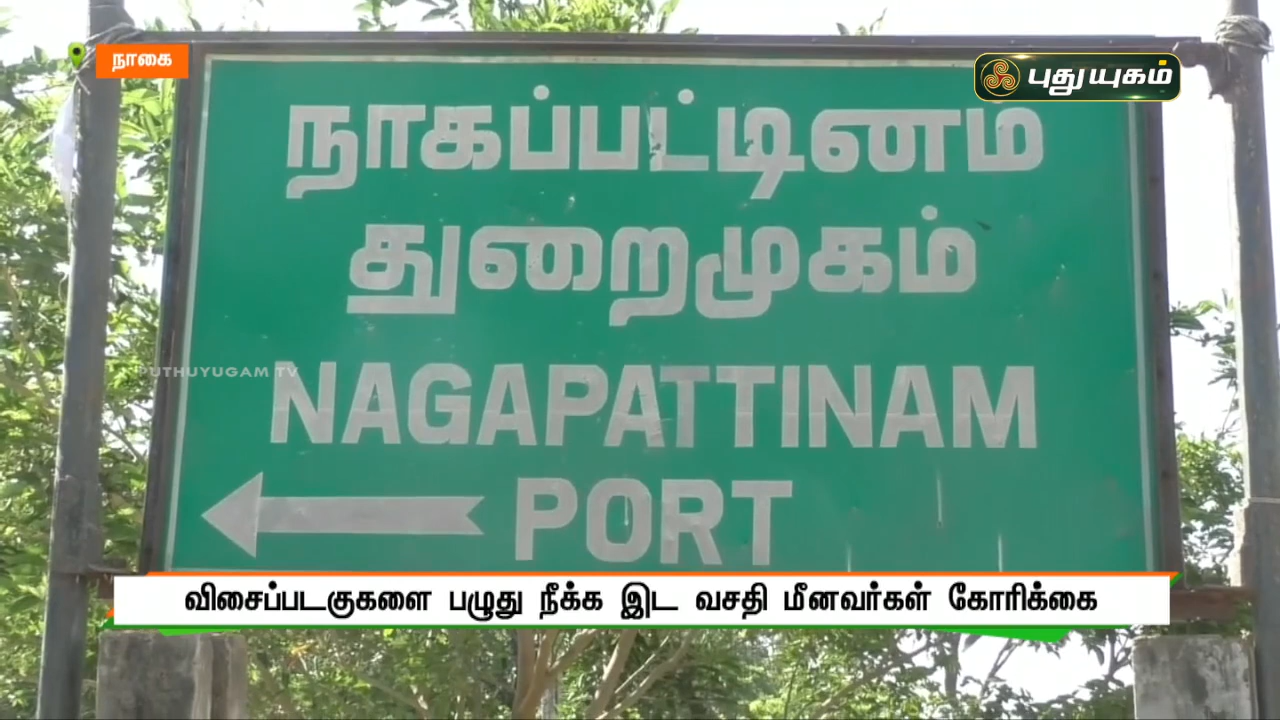 நாகை
புதுயுகம்
நாகப்பட்டினம்
துறைமுகம்
PUTHUYUGAM TV
NAGAPATTINAM
PORT
விசைப்படகுகளை பழுது நீக்க இட வசதி மீனவர்கள் கோரிக்கை